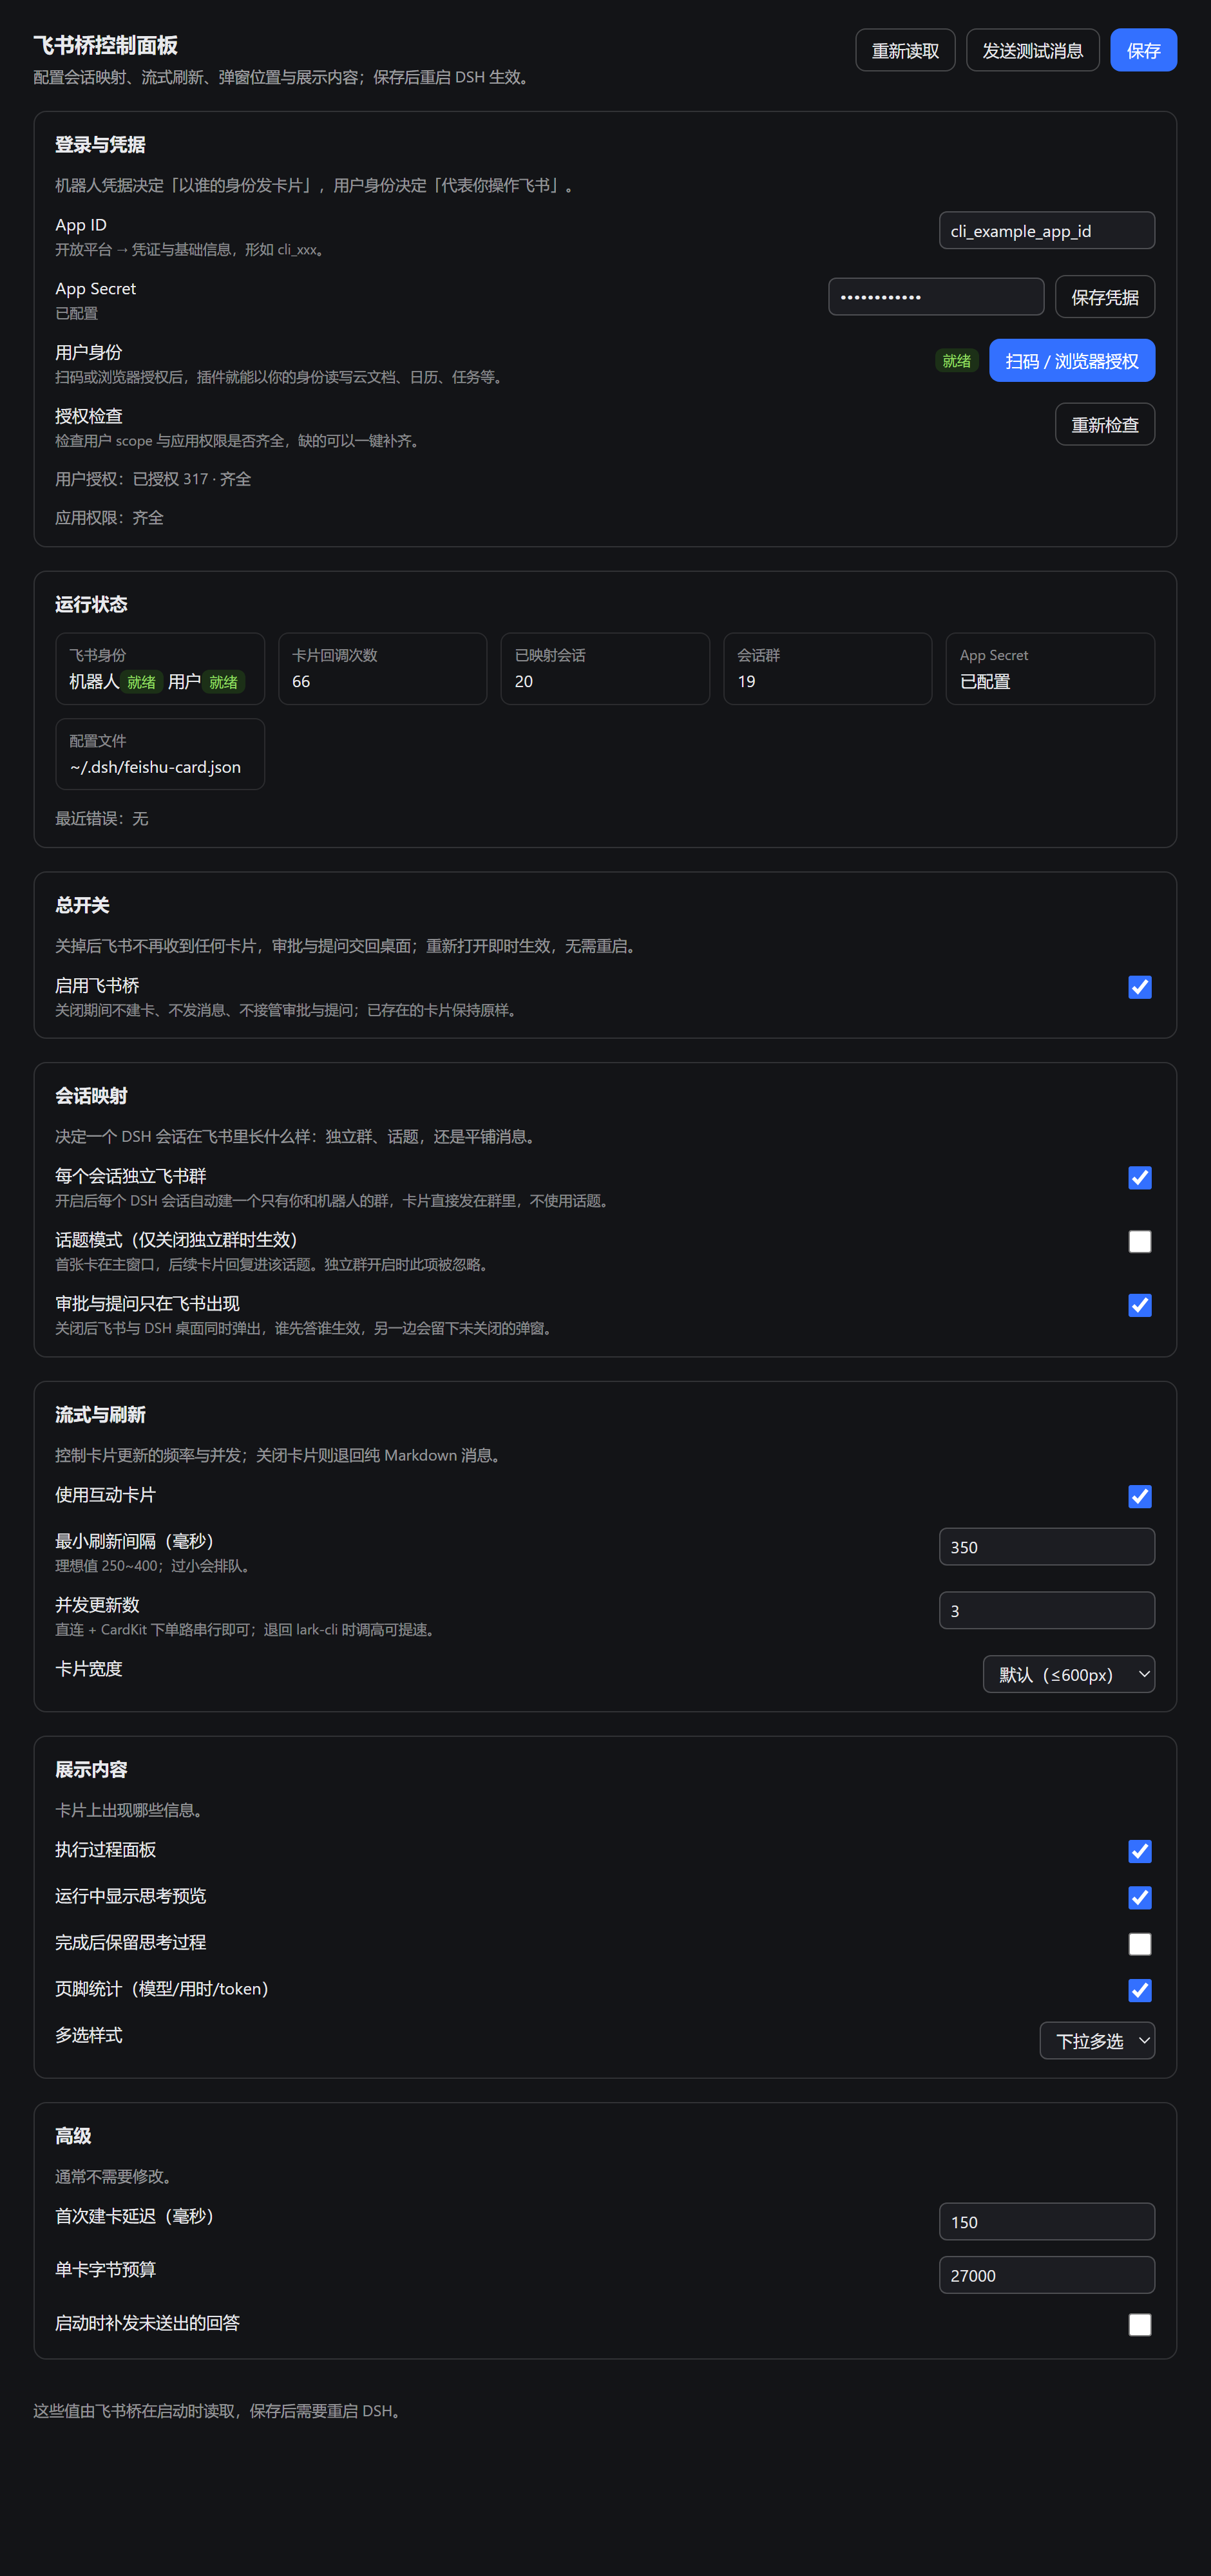 飞书桥控制面板
配置会话映射、流式刷新、弹窗位置与展示内容；保存后重启 DSH 生效。
重新读取
发送测试消息
保存
登录与凭据
机器人凭据决定「以谁的身份发卡片」，用户身份决定「代表你操作飞书」。
App ID
开放平台 → 凭证与基础信息，形如 cli_xxx。
cli_example_app_id
App Secret
已配置
••••••••••••
保存凭据
用户身份
扫码或浏览器授权后，插件就能以你的身份读写云文档、日历、任务等。
就绪
扫码 / 浏览器授权
授权检查
检查用户 scope 与应用权限是否齐全，缺的可以一键补齐。
重新检查
用户授权：已授权 317 · 齐全
应用权限：齐全
运行状态
飞书身份
机器人 就绪 用户 就绪
卡片回调次数
66
已映射会话
20
会话群
19
App Secret
已配置
配置文件
~/.dsh/feishu-card.json
最近错误：无
总开关
关掉后飞书不再收到任何卡片，审批与提问交回桌面；重新打开即时生效，无需重启。
启用飞书桥
关闭期间不建卡、不发消息、不接管审批与提问；已存在的卡片保持原样。
会话映射
决定一个 DSH 会话在飞书里长什么样：独立群、话题，还是平铺消息。
每个会话独立飞书群
开启后每个 DSH 会话自动建一个只有你和机器人的群，卡片直接发在群里，不使用话题。
话题模式（仅关闭独立群时生效）
首张卡在主窗口，后续卡片回复进该话题。独立群开启时此项被忽略。
审批与提问只在飞书出现
关闭后飞书与 DSH 桌面同时弹出，谁先答谁生效，另一边会留下未关闭的弹窗。
流式与刷新
控制卡片更新的频率与并发；关闭卡片则退回纯 Markdown 消息。
使用互动卡片
最小刷新间隔（毫秒）
理想值 250~400；过小会排队。
350
并发更新数
直连 + CardKit 下单路串行即可；退回 lark-cli 时调高可提速。
3
卡片宽度
默认（≤600px）
展示内容
卡片上出现哪些信息。
执行过程面板
运行中显示思考预览
完成后保留思考过程
页脚统计（模型/用时/token）
多选样式
下拉多选
高级
通常不需要修改。
首次建卡延迟（毫秒）
150
单卡字节预算
27000
启动时补发未送出的回答
这些值由飞书桥在启动时读取，保存后需要重启 DSH。